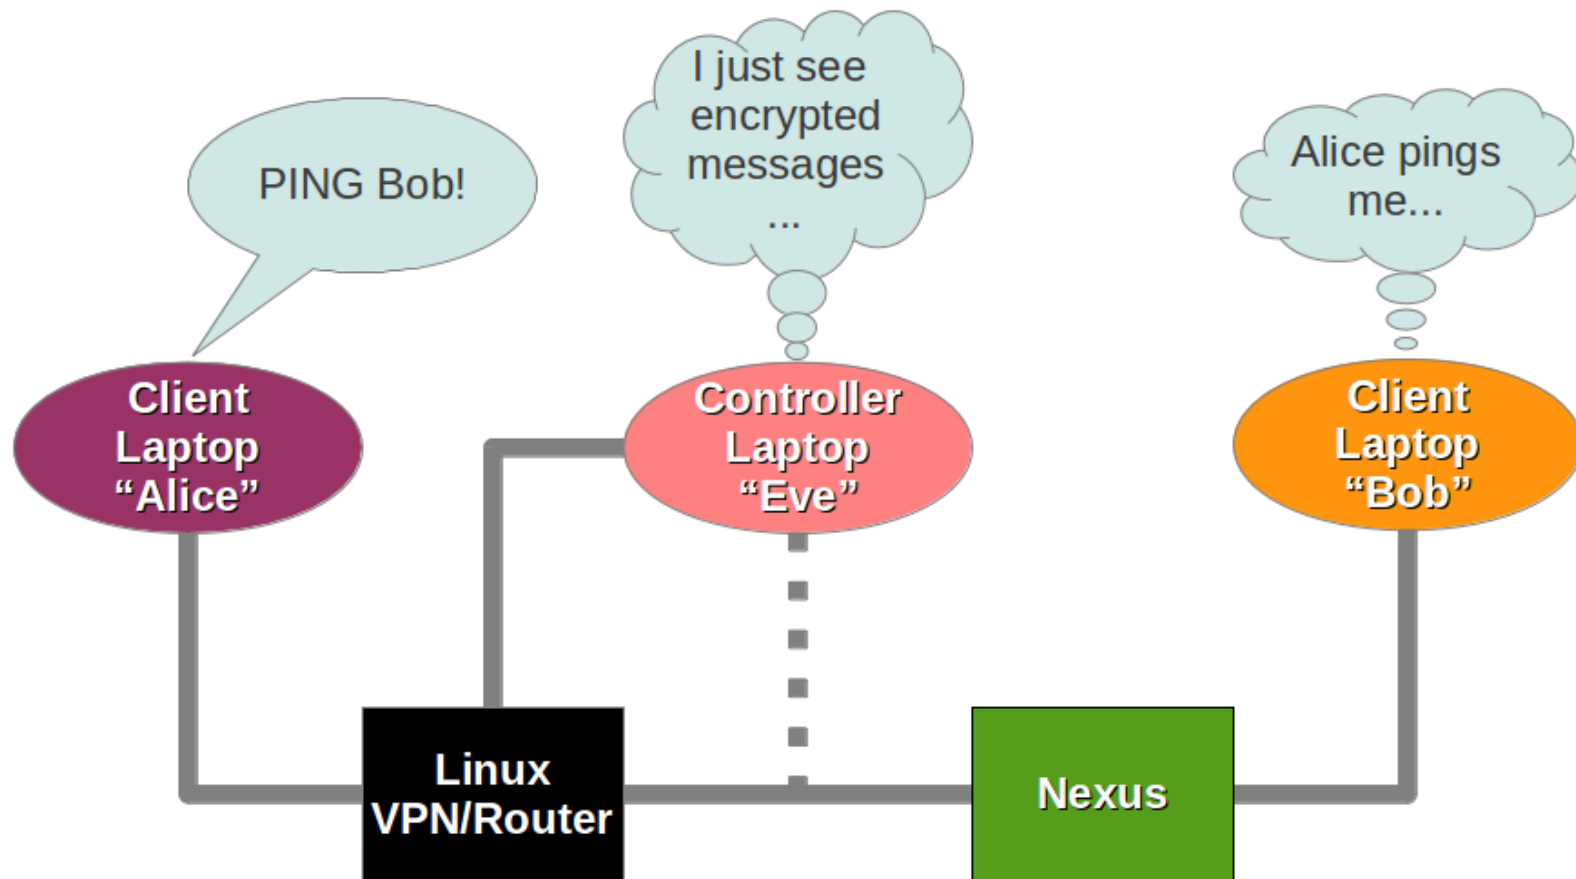 PING Bob!
I just see
encrypted
messages
...
Alice pings
me...
Client
Laptop
“Alice”
Controller
Laptop
“Eve”
Client
Laptop
“Bob”
Linux
VPN/Router
Nexus